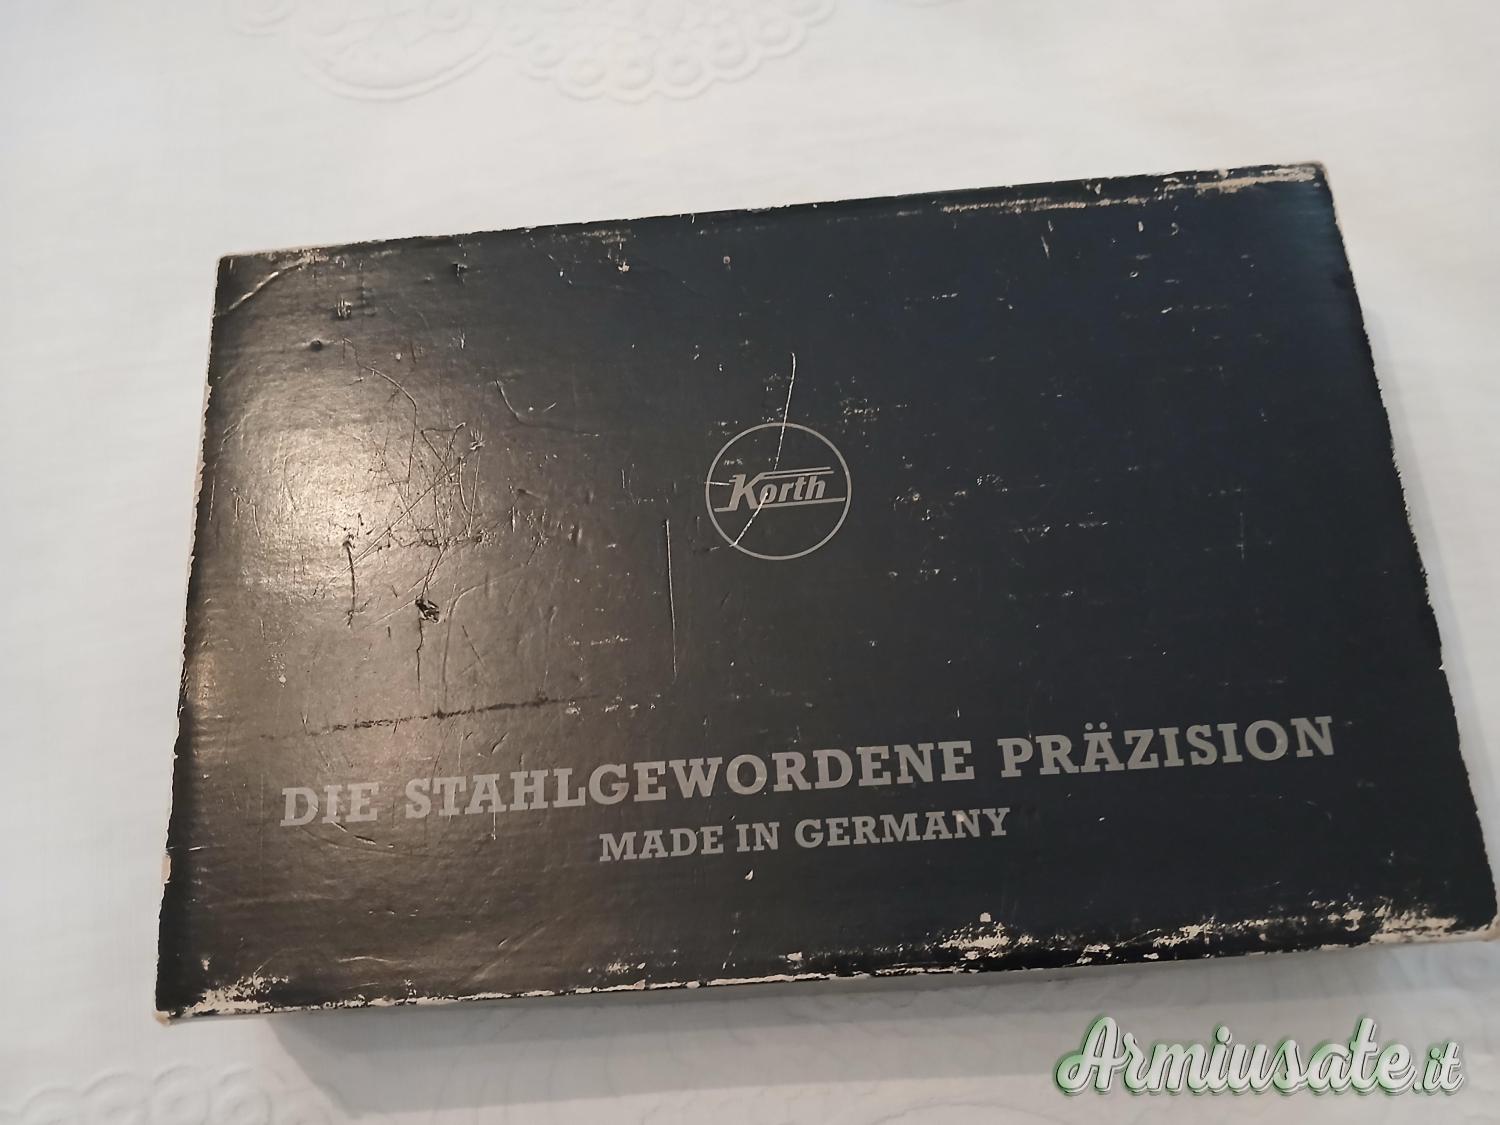 Korth
DIE STAHLGEWORDENE PRÄZISION
MADE IN GERMANY
Armiusate.it